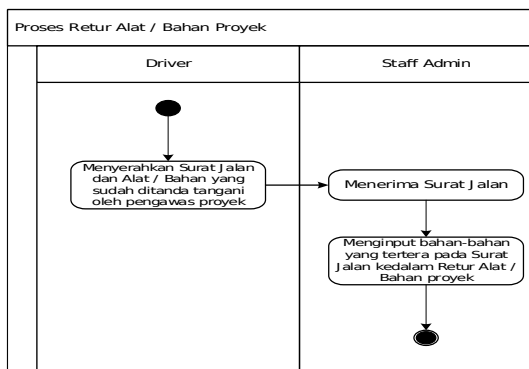 Proses Retur Alat / Bahan Proyek
Driver
Staff Admin
Menyerahkan Surat Jalan
dan Alat / Bahan yang
sudah ditanda tangani
oleh pengawas proyek
Menerima Surat Jalan
Menginput bahan-bahan
yang tertera pada Surat
Jalan kedalam Retur Alat /
Bahan proyek